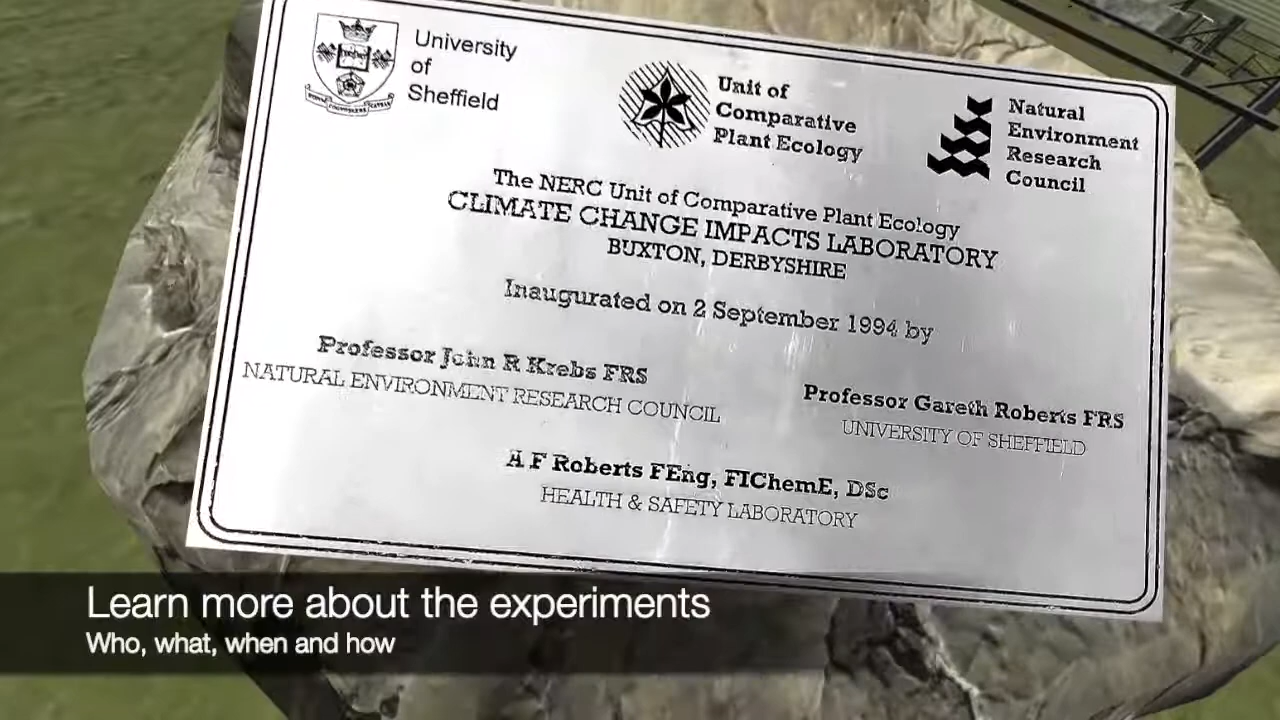 University
of
Sheffield
Unit of
Comparative
Plant Ecology
Natural
Environment
Research
Council
The NERC Unit of Comparative Plant Ecology
CLIMATE CHANGE IMPACTS LABORATORY
BUXTON, DERBYSHIRE
Inaugurated on 2 September 1994 by
Professor John R Krebs FRS
NATURAL ENVIRONMENT RESEARCH COUNCIL
Professor Gareth Roberts FRS
UNIVERSITY OF SHEFFIELD
A F Roberts FEng, FIChemE, DSc
HEALTH & SAFETY LABORATORY
Learn more about the experiments
Who, what, when and how